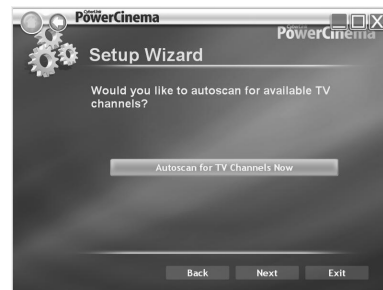 CyberLink
PowerCinema
PowerCinema
Setup Wizard
Would you like to autoscan for available TV
channels?
Autoscan for TV Channels Now
Back Next Exit